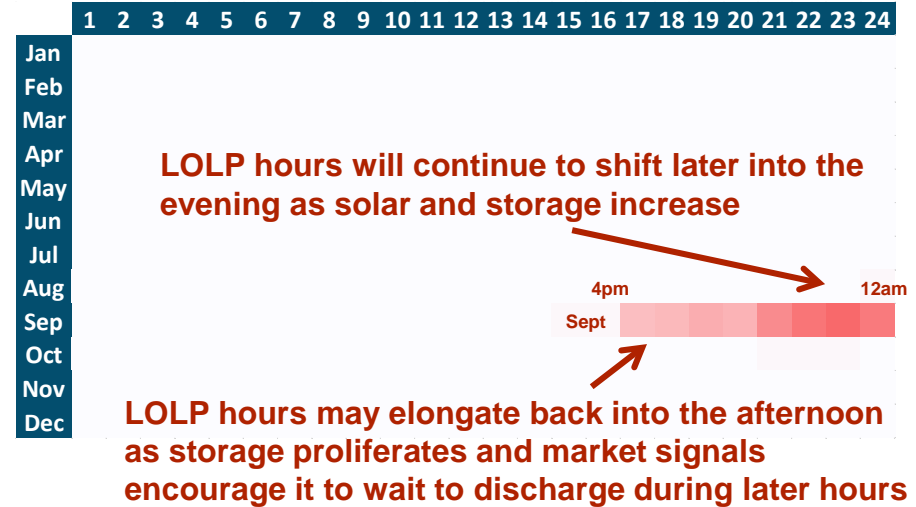 1 2 3 4 5 6 7 8 9 10 11 12 13 14 15 16 17 18 19 20 21 22 23 24
Jan
Feb
Mar
Apr
May
Jun
Jul
Aug
Sep
Oct
Nov
Dec
LOLP hours will continue to shift later into the
evening as solar and storage increase
4pm 12am
Sept
LOLP hours may elongate back into the afternoon
as storage proliferates and market signals
encourage it to wait to discharge during later hours